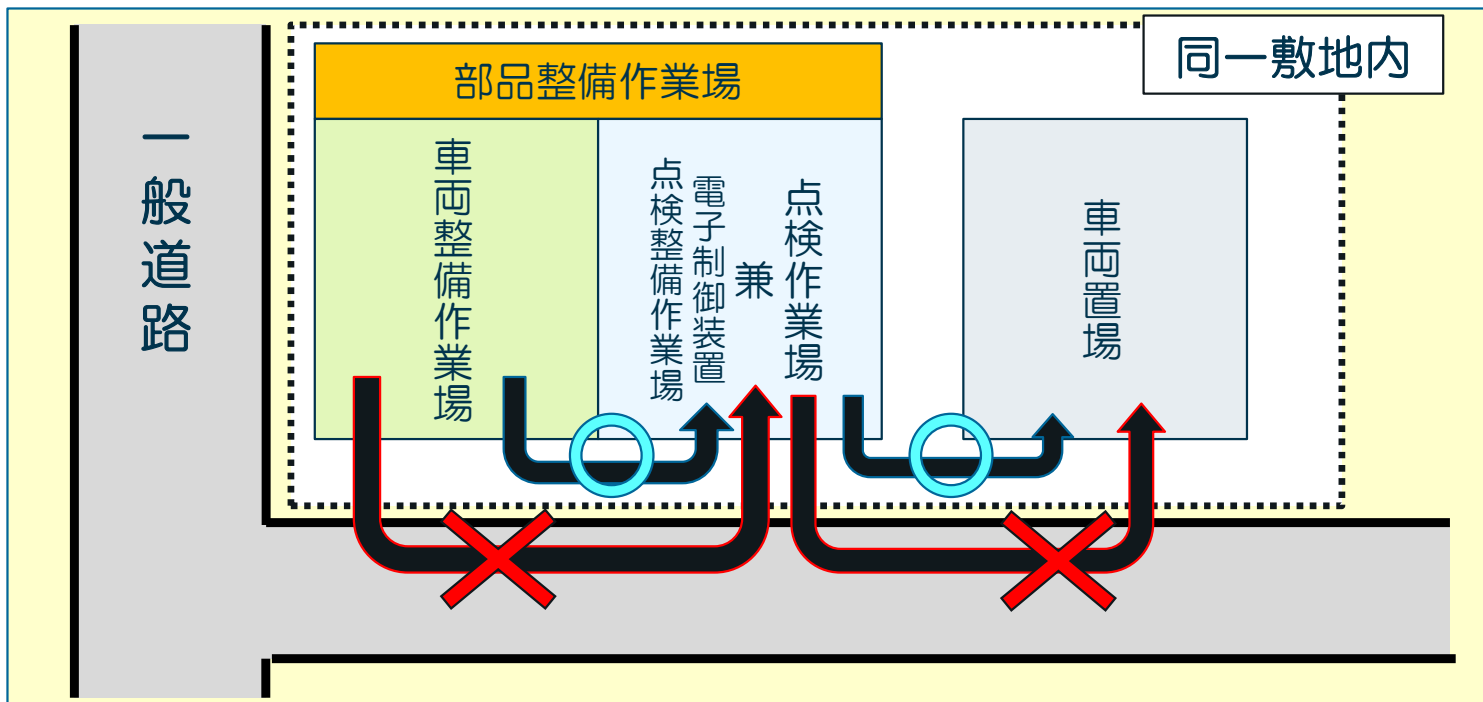 同一敷地内
部品整備作業場
一般道路
車両整備作業場
点検作業場
兼
電子制御装置
点検整備作業場
車両置場